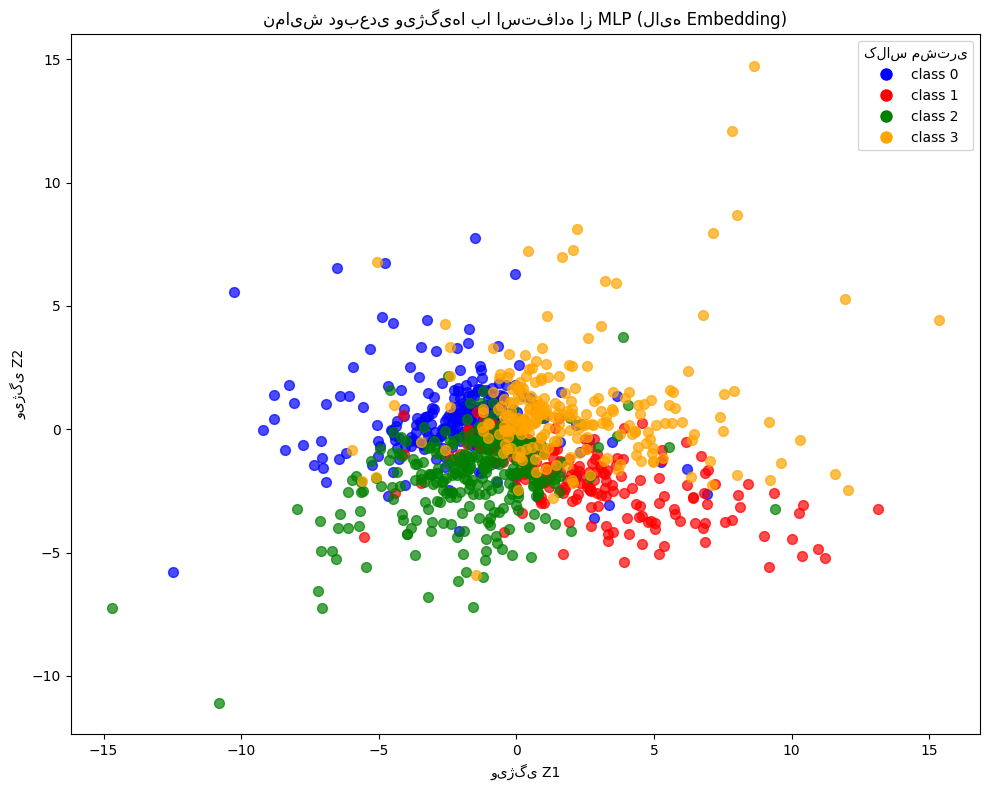 نمایش دوبعدی ویژگی‌ها با استفاده از MLP (لایه Embedding)
کلاس مشتری
class 0
class 1
class 2
class 3
15
10
5
0
−5
−10
ویژگی Z2
−15
−10
−5
0
5
10
15
ویژگی Z1